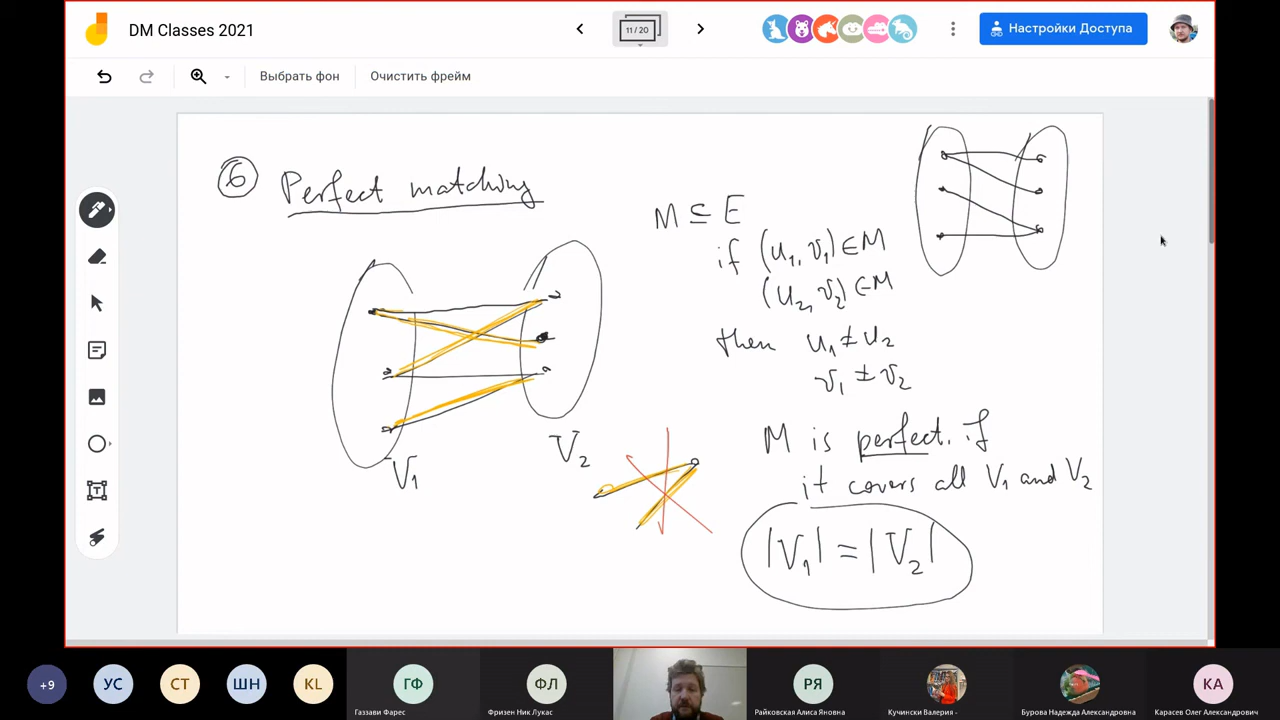 DM Classes 2021
11 / 20
Настройки Доступа
Выбрать фон
Очистить фрейм
6 Perfect matching
V1
V2
M ⊆ E
if (u1, v1) ∈ M
(u2, v2) ∈ M
then u1 ≠ u2
v1 ≠ v2
M is perfect if
it covers all V1 and V2
|V1| = |V2|
+9
УС
СТ
ШН
KL
ГФ
Газзави Фарес
ФЛ
Фризен Ник Лукас
РЯ
Райковская Алиса Яновна
Кучински Валерия -
Бурова Надежда Александровна
КА
Карасев Олег Александрович